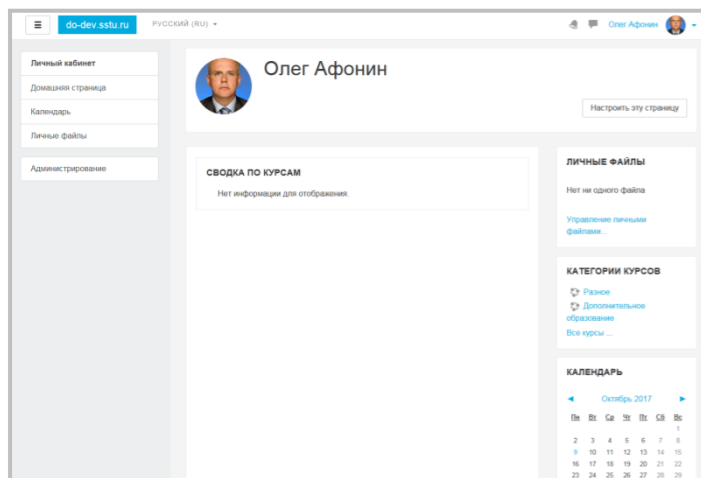 do-dev.sstu.ru
РУССКИЙ (RU)
Олег Афонин
Личный кабинет
Домашняя страница
Календарь
Личные файлы
Администрирование
Олег Афонин
Настроить эту страницу
СВОДКА ПО КУРСАМ
Нет информации для отображения.
ЛИЧНЫЕ ФАЙЛЫ
Нет ни одного файла
Управление личными
файлами...
КАТЕГОРИИ КУРСОВ
Разное
Дополнительное
образование
Все курсы ...
КАЛЕНДАРЬ
◄ Октябрь 2017 ►
Пн Вт Ср Чт Пт Сб Вс
1
2 3 4 5 6 7 8
9 10 11 12 13 14 15
16 17 18 19 20 21 22
23 24 25 26 27 28 29